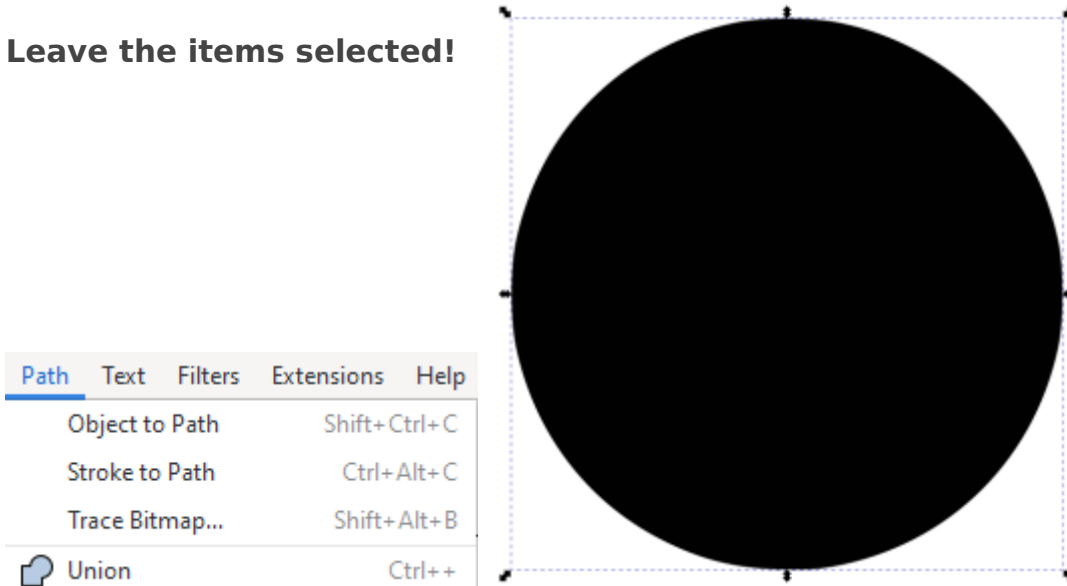 Leave the items selected!
Path Text Filters Extensions Help
Object to Path Shift+Ctrl+C
Stroke to Path Ctrl+Alt+C
Trace Bitmap... Shift+Alt+B
Union Ctrl++